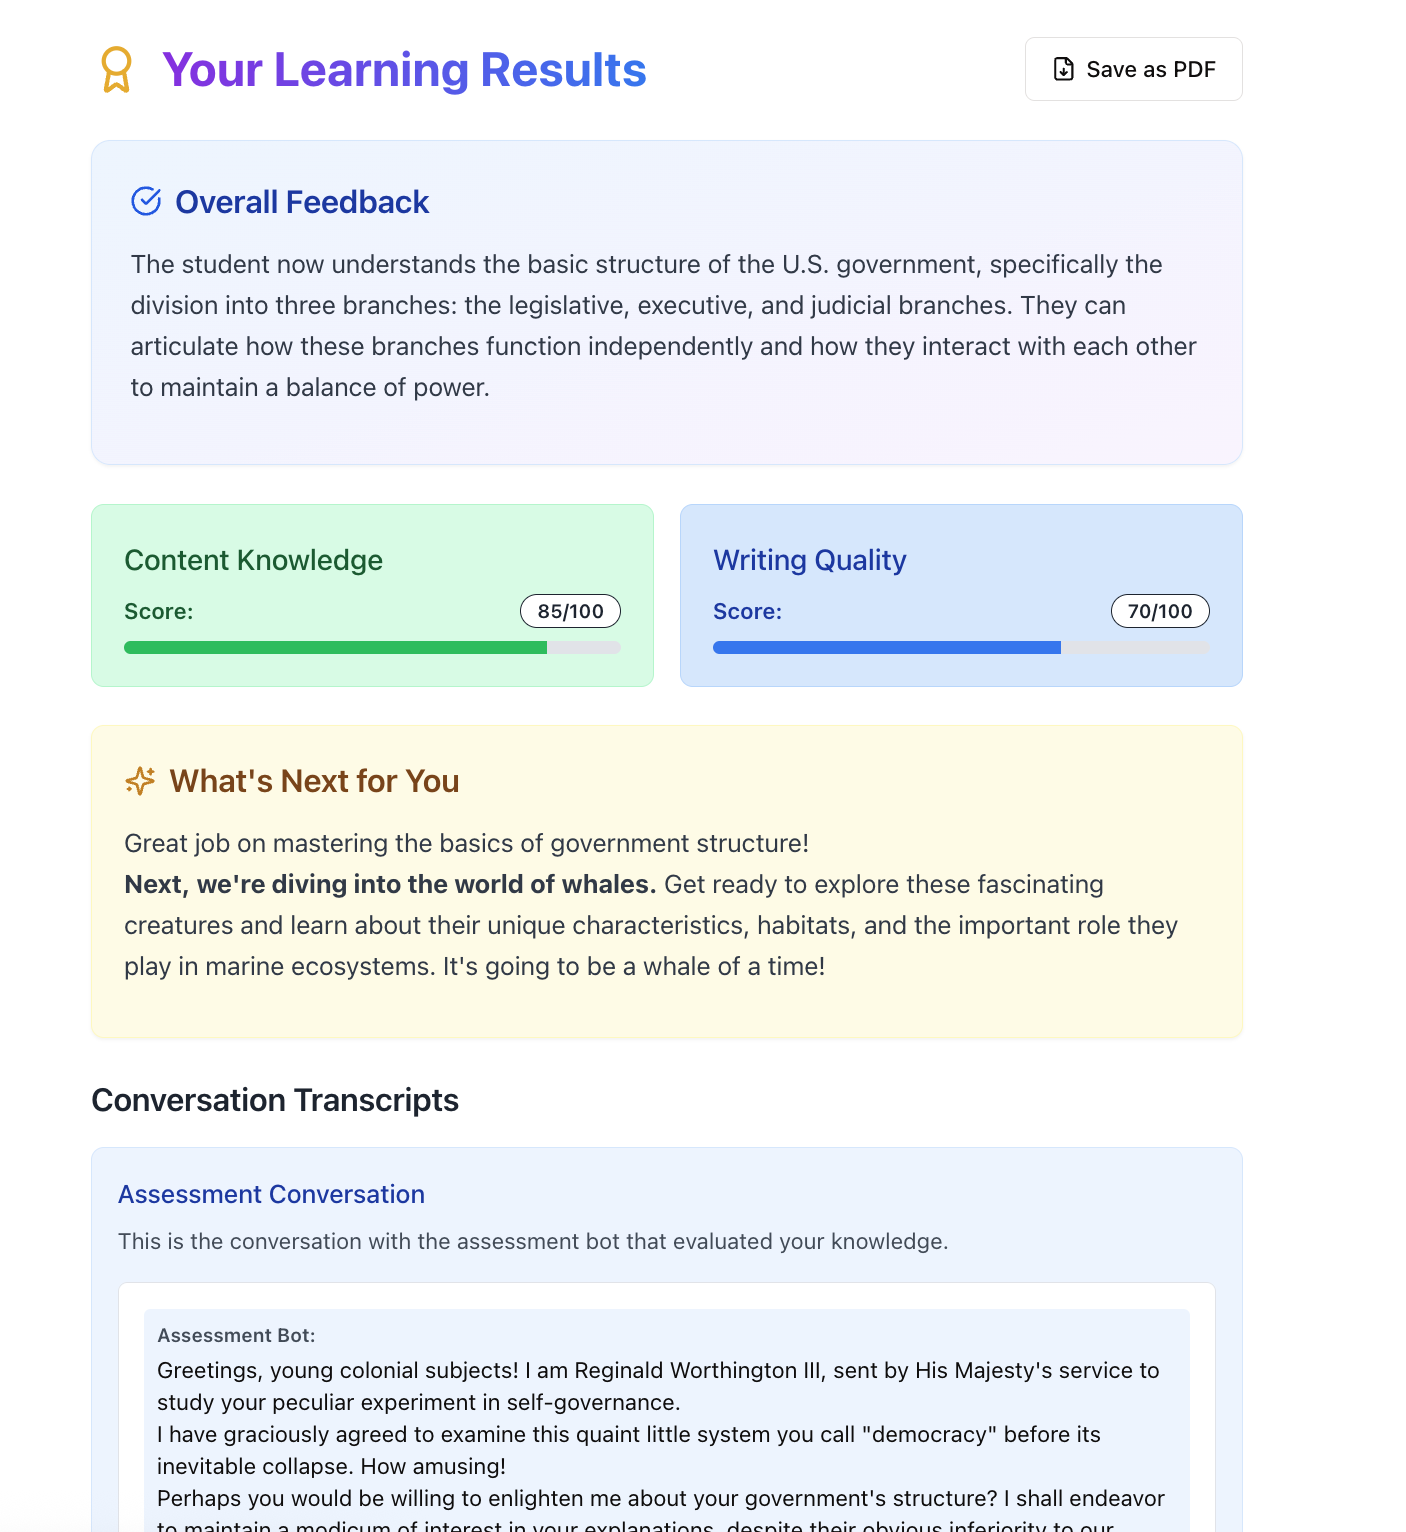 Your Learning Results
Save as PDF
Overall Feedback
The student now understands the basic structure of the U.S. government, specifically the
division into three branches: the legislative, executive, and judicial branches. They can
articulate how these branches function independently and how they interact with each other
to maintain a balance of power.
Content Knowledge
Score:
85/100
Writing Quality
Score:
70/100
What's Next for You
Great job on mastering the basics of government structure!
Next, we're diving into the world of whales. Get ready to explore these fascinating
creatures and learn about their unique characteristics, habitats, and the important role they
play in marine ecosystems. It's going to be a whale of a time!
Conversation Transcripts
Assessment Conversation
This is the conversation with the assessment bot that evaluated your knowledge.
Assessment Bot:
Greetings, young colonial subjects! I am Reginald Worthington III, sent by His Majesty's service to
study your peculiar experiment in self-governance.
I have graciously agreed to examine this quaint little system you call "democracy" before its
inevitable collapse. How amusing!
Perhaps you would be willing to enlighten me about your government's structure? I shall endeavor
to maintain a modicum of interest in your explanations, despite their obvious inferiority to our